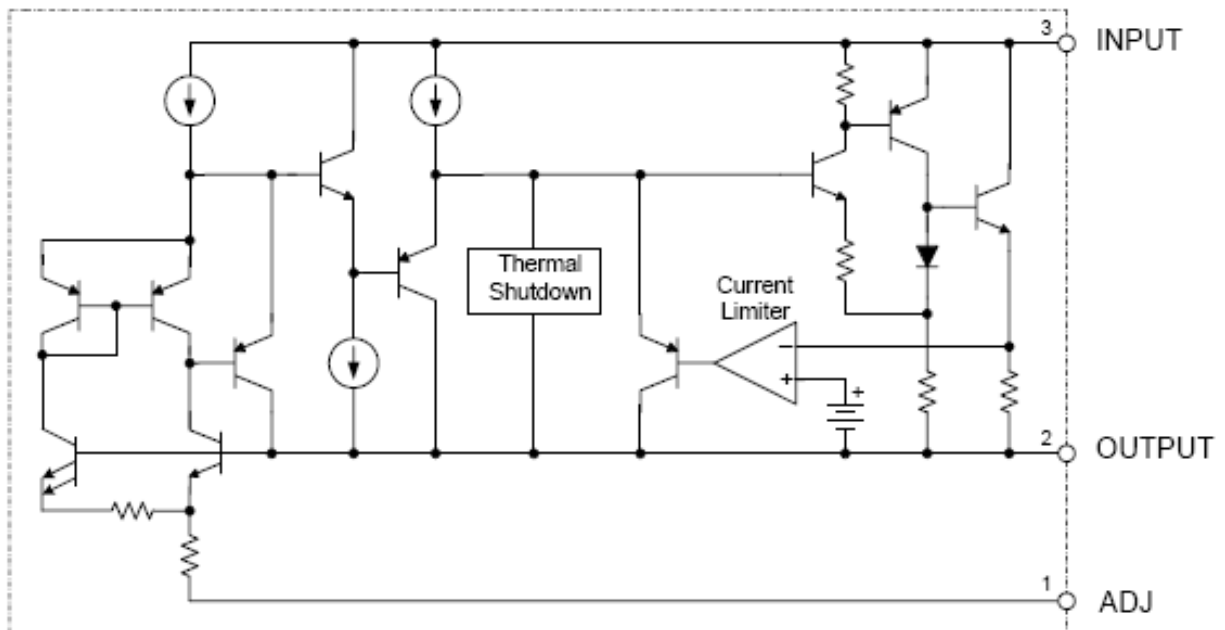 3 INPUT
Thermal
Shutdown
Current
Limiter
−
+
+
2 OUTPUT
1 ADJ